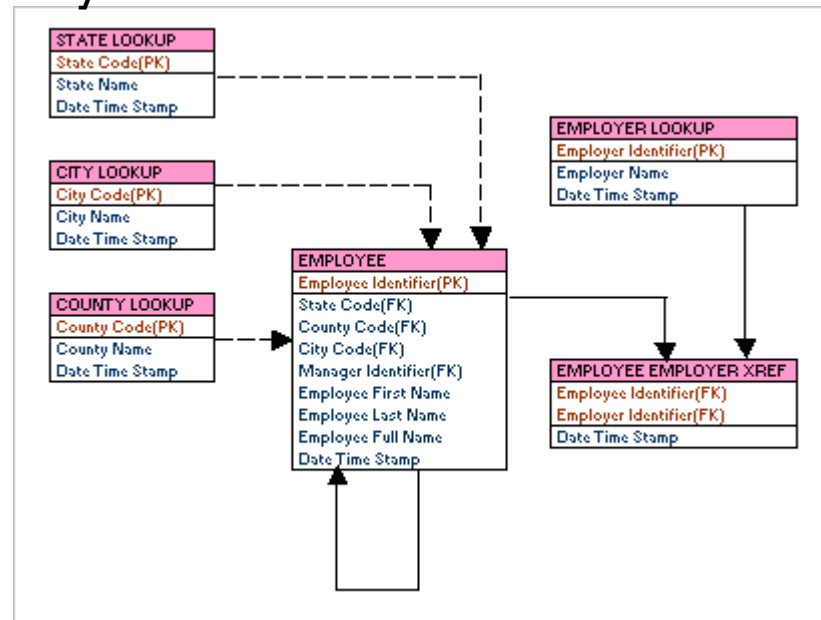 STATE LOOKUP
State Code(PK)
State Name
Date Time Stamp
CITY LOOKUP
City Code(PK)
City Name
Date Time Stamp
COUNTY LOOKUP
County Code(PK)
County Name
Date Time Stamp
EMPLOYEE
Employee Identifier(PK)
State Code(FK)
County Code(FK)
City Code(FK)
Manager Identifier(FK)
Employee First Name
Employee Last Name
Employee Full Name
Date Time Stamp
EMPLOYER LOOKUP
Employer Identifier(PK)
Employer Name
Date Time Stamp
EMPLOYEE EMPLOYER XREF
Employee Identifier(FK)
Employer Identifier(FK)
Date Time Stamp